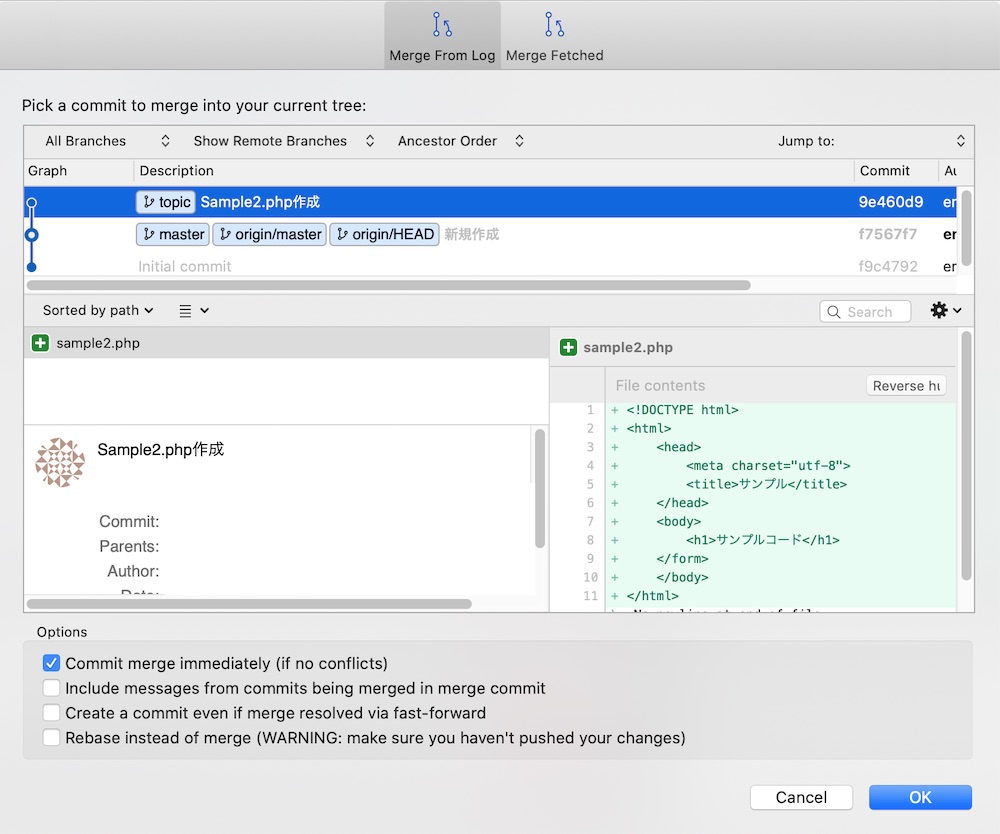 Merge From Log Merge Fetched
Pick a commit to merge into your current tree:
All Branches Show Remote Branches Ancestor Order Jump to:
Graph Description Commit Au
topic Sample2.php作成 9e460d9 er
master origin/master origin/HEAD 新規作成 f7567f7 er
Initial commit f9c4792 er
Sorted by path Search
sample2.php
Sample2.php作成
Commit:
Parents:
Author:
Date:
sample2.php
File contents Reverse hu
1 + <!DOCTYPE html>
2 + <html>
3 + <head>
4 + <meta charset="utf-8">
5 + <title>サンプル</title>
6 + </head>
7 + <body>
8 + <h1>サンプルコード</h1>
9 + </form>
10 + </body>
11 + </html>
\ No newline at end of file
Options
Commit merge immediately (if no conflicts)
Include messages from commits being merged in merge commit
Create a commit even if merge resolved via fast-forward
Rebase instead of merge (WARNING: make sure you haven't pushed your changes)
Cancel OK